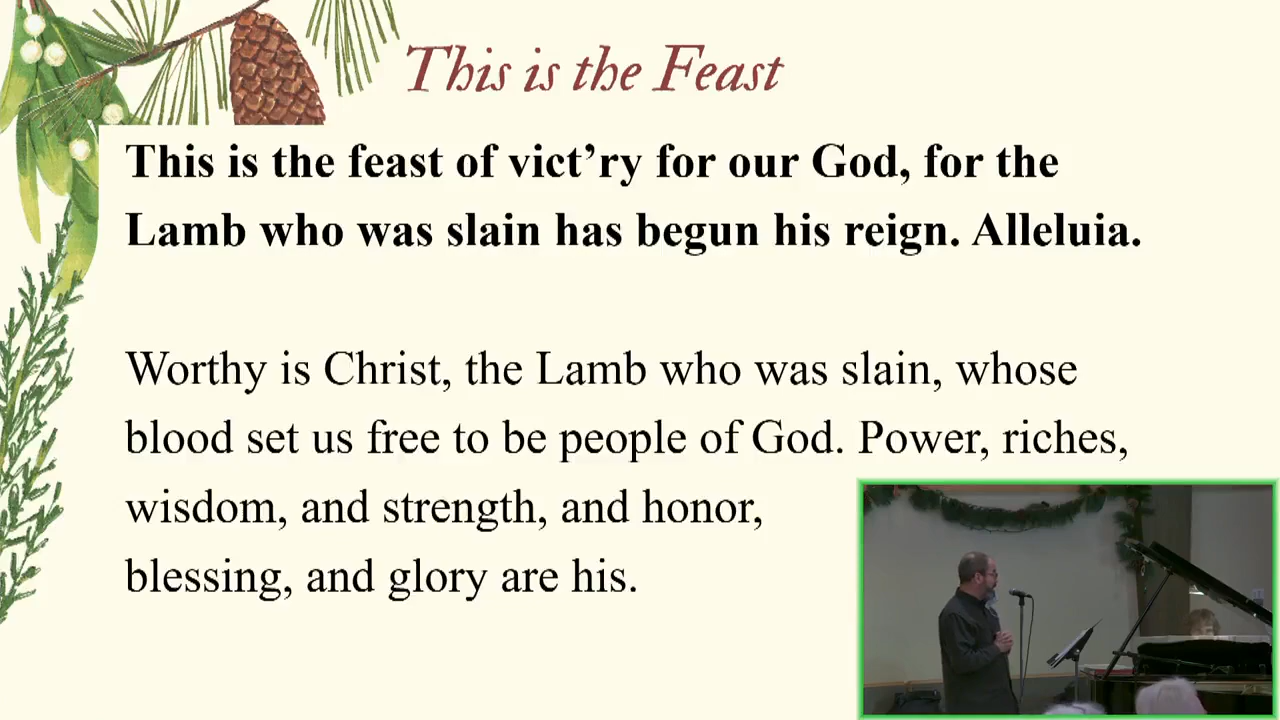 This is the Feast
This is the feast of vict’ry for our God, for the
Lamb who was slain has begun his reign. Alleluia.
Worthy is Christ, the Lamb who was slain, whose
blood set us free to be people of God. Power, riches,
wisdom, and strength, and honor,
blessing, and glory are his.